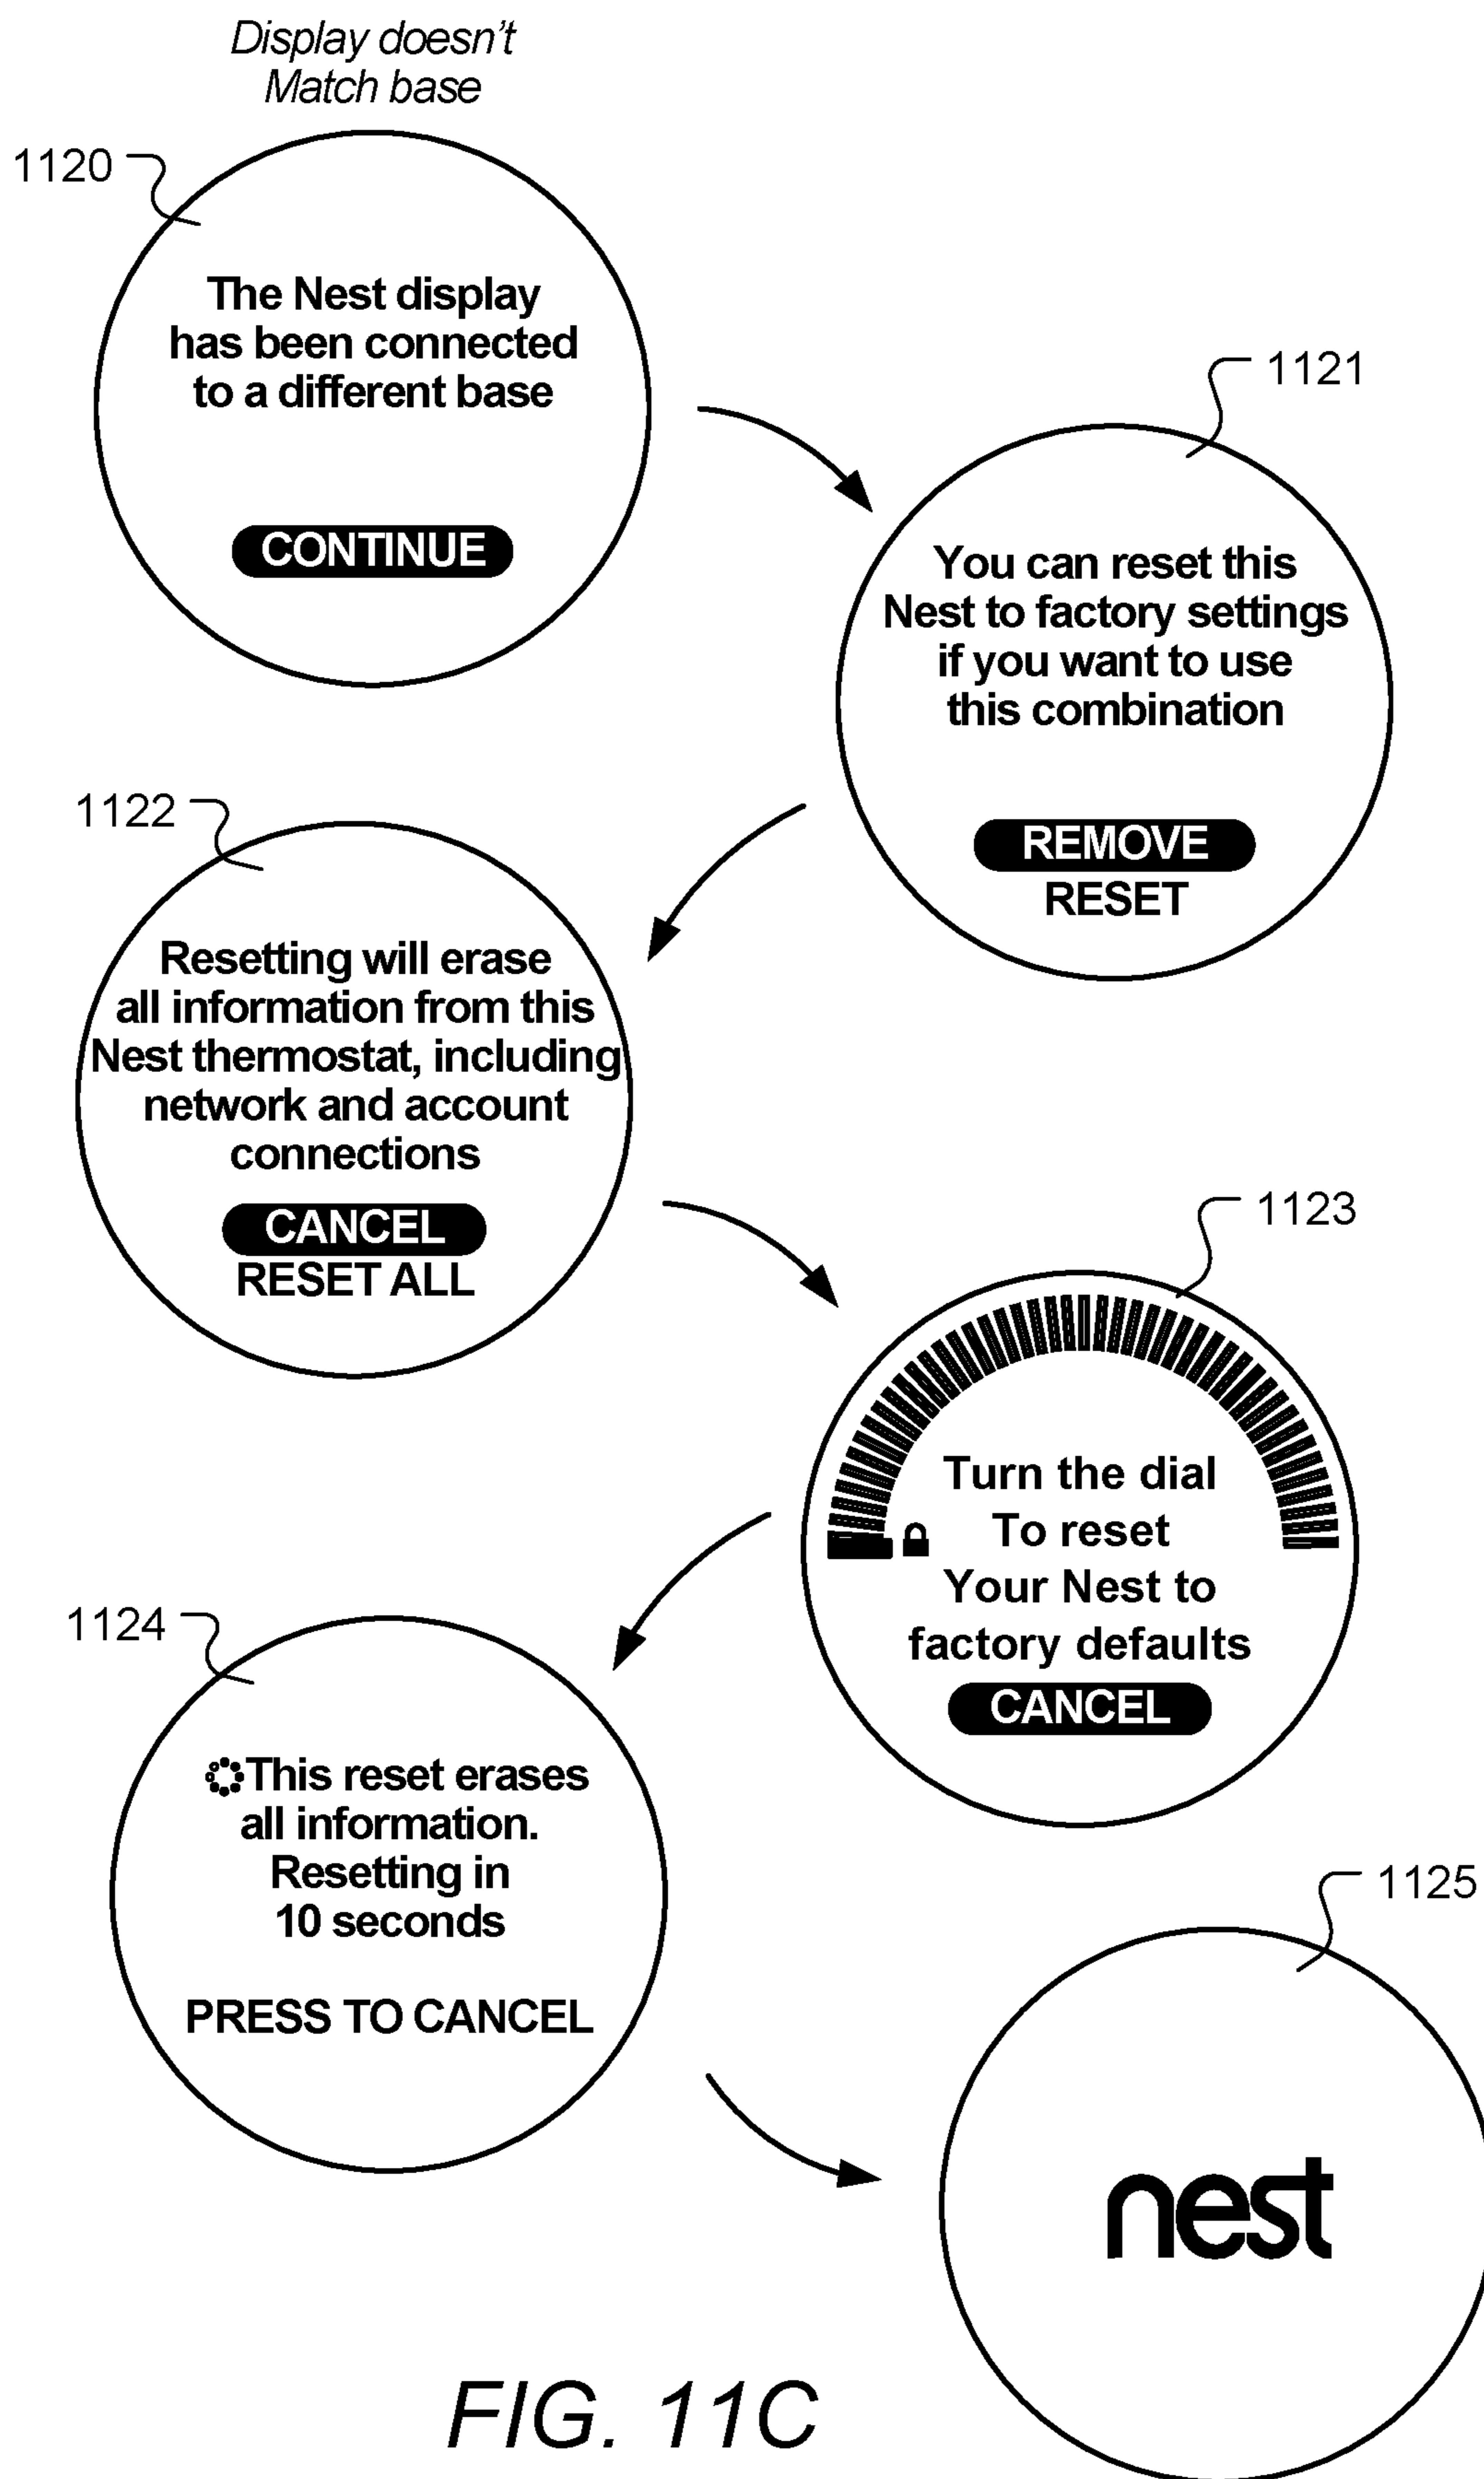 Display doesn't
Match base
1120
The Nest display
has been connected
to a different base
CONTINUE
1121
You can reset this
Nest to factory settings
if you want to use
this combination
REMOVE
RESET
1122
Resetting will erase
all information from this
Nest thermostat, including
network and account
connections
CANCEL
RESET ALL
1123
Turn the dial
To reset
Your Nest to
factory defaults
CANCEL
1124
This reset erases
all information.
Resetting in
10 seconds
PRESS TO CANCEL
1125
nest
FIG. 11C